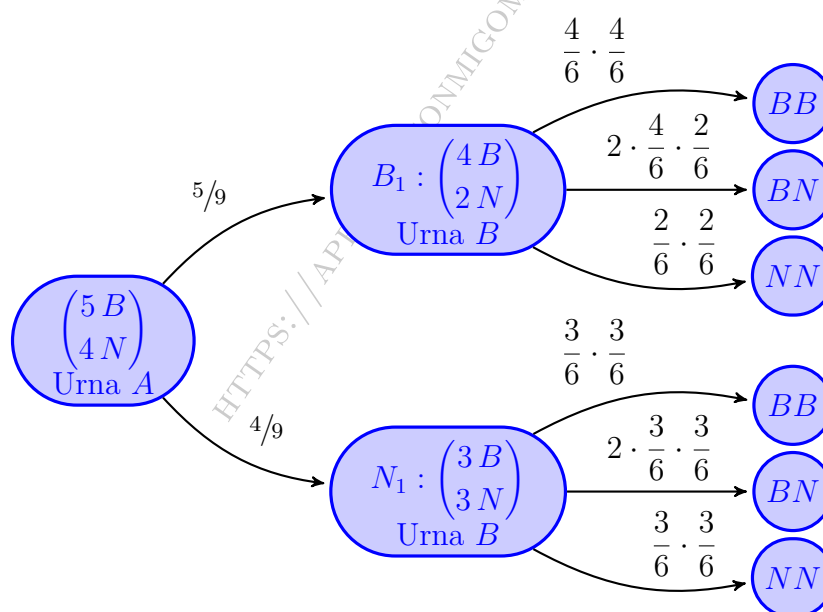 5/9
4/9
(5 B
4 N)
Urna A
B₁ : (4 B
2 N)
Urna B
4/6 · 4/6
2 · 4/6 · 2/6
2/6 · 2/6
BB
BN
NN
N₁ : (3 B
3 N)
Urna B
3/6 · 3/6
2 · 3/6 · 3/6
3/6 · 3/6
BB
BN
NN